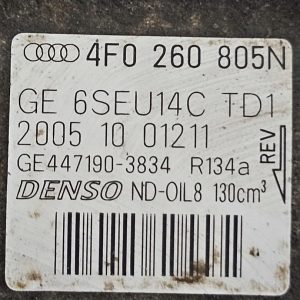 4F0 260 805N
GE 6SEU14C TD1
2005 10 01211
GE447190-3834 R134a
DENSO ND-OIL8 130cm³
REV